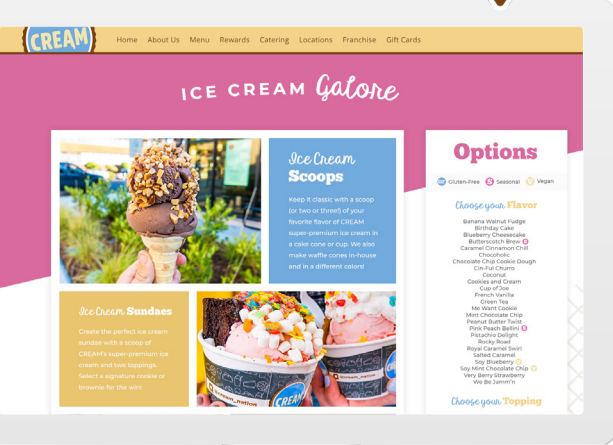 CREAM
Home About Us Menu Rewards Catering Locations Franchise Gift Cards
ICE CREAM Galore
Ice Cream
Scoops
Keep it classic with a scoop
(or two or three!) of your
favorite flavor of CREAM
super-premium ice cream in
a cake cone or cup. We also
make waffle cones in-house
and in a different colors!
Ice Cream Sundaes
Create the perfect ice cream
sundae with a scoop of
CREAM's super-premium ice
cream and two toppings.
Select a signature cookie or
brownie for the win!
@cream_nation
CREAM
@cream_nation
Options
GF Gluten-Free S Seasonal V Vegan
Choose your Flavor
Banana Walnut Fudge
Birthday Cake
Blueberry Cheesecake
Butterscotch Brew S
Caramel Cinnamon Chill
Chocoholic
Chocolate Chip Cookie Dough
Cin-Ful Churro
Coconut
Cookies and Cream
Cup of Joe
French Vanilla
Green Tea
Me Want Cookie
Mint Chocolate Chip
Peanut Butter Twist
Pink Peach Bellini S
Pistachio Delight
Rocky Road
Royal Caramel Swirl
Salted Caramel
Soy Blueberry V
Soy Mint Chocolate Chip V
Very Berry Strawberry
We Be Jamm'n
Choose your Topping